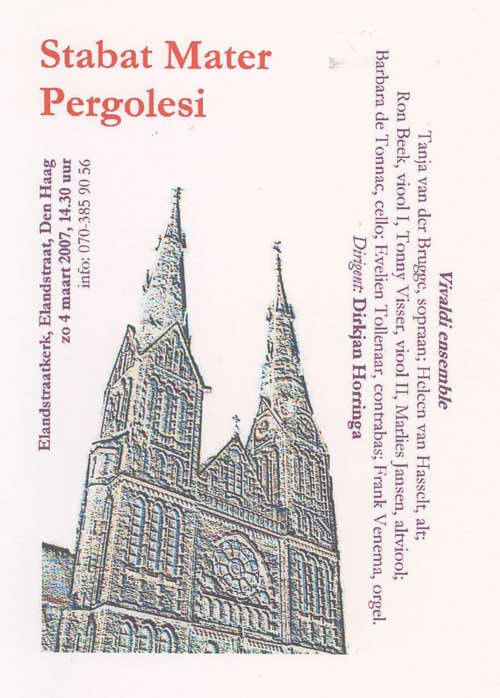 Stabat Mater
Pergolesi
Elandstraatkerk, Elandstraat, Den Haag
zo 4 maart 2007, 14.30 uur
info: 070-385 90 56
Vivaldi ensemble
Tanja van der Brugge, sopraan; Heleen van Hasselt, alt;
Ron Beek, viool I, Tonny Visser, viool II, Marlies Jansen, altviool;
Barbara de Tonnac, cello; Evelien Tollenaar, contrabas; Frank Venema, orgel.
Dirigent: Dirkjan Horringa